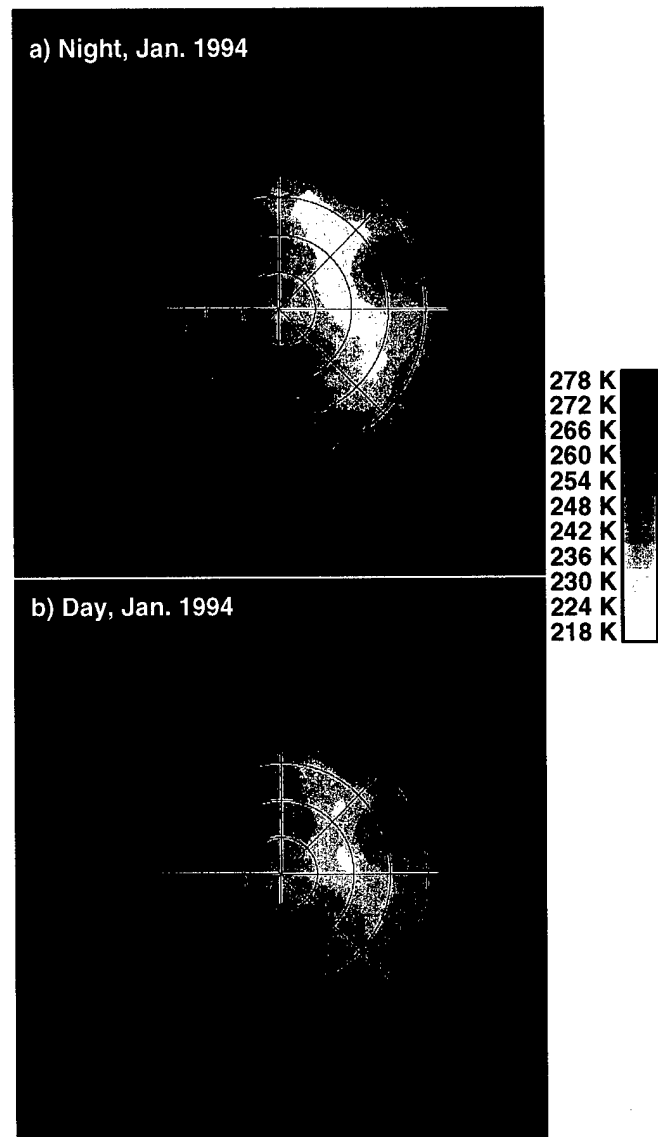 a) Night, Jan. 1994
278 K
272 K
266 K
260 K
254 K
248 K
242 K
236 K
230 K
224 K
218 K
b) Day, Jan. 1994